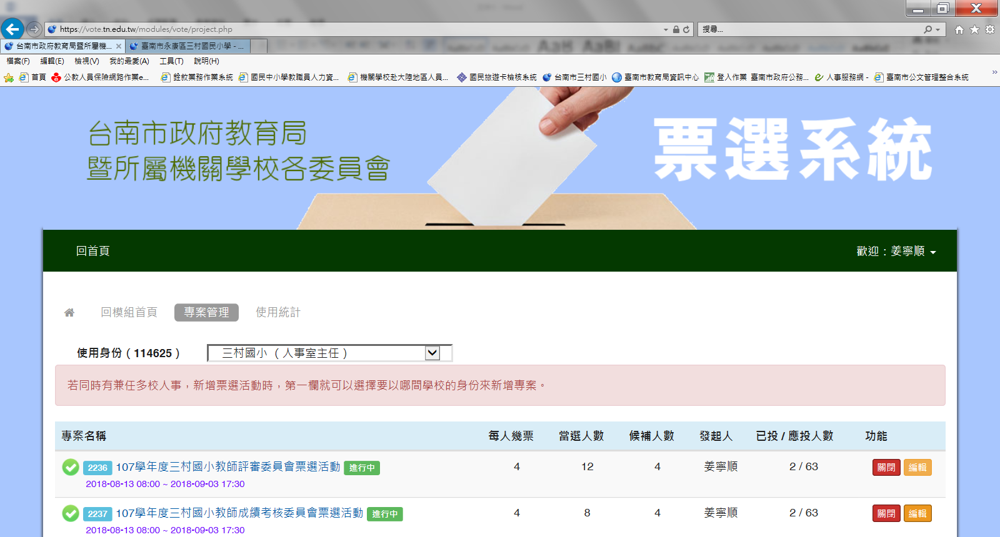 https://vote.tn.edu.tw/modules/vote/project.php
搜尋...
台南市政府教育局暨所屬機...
臺南市永康區三村國民小學 - ...
檔案(F) 編輯(E) 檢視(V) 我的最愛(A) 工具(T) 說明(H)
首頁 公教人員保險網路作業e... 銓敘業務作業系統 國民中小學教職員人力資... 機關學校赴大陸地區人員... 國民旅遊卡檢核系統 台南市三村國小 臺南市教育局資訊中心 登入作業 臺南市政府公務... 人事服務網 - 臺南市公文管理整合系統
台南市政府教育局
暨所屬機關學校各委員會
票選系統
回首頁
歡迎：姜寧順
回模組首頁 專案管理 使用統計
使用身份（114625） 三村國小 （人事室主任）
若同時有兼任多校人事，新增票選活動時，第一欄就可以選擇要以哪間學校的身份來新增專案。
專案名稱 每人幾票 當選人數 候補人數 發起人 已投 / 應投人數 功能
2236 107學年度三村國小教師評審委員會票選活動 進行中 4 12 4 姜寧順 2 / 63 關閉 編輯
2018-08-13 08:00 ~ 2018-09-03 17:30
2237 107學年度三村國小教師成績考核委員會票選活動 進行中 4 8 4 姜寧順 2 / 63 關閉 編輯
2018-08-13 08:00 ~ 2018-09-03 17:30